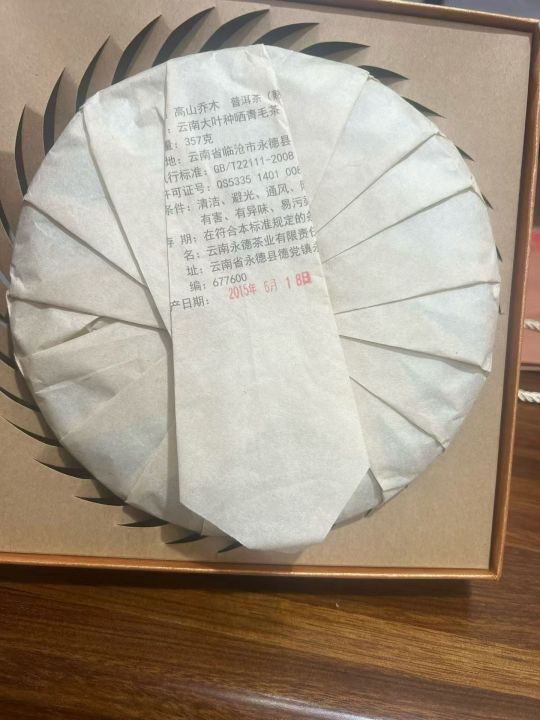 : 高山乔木 普洱茶（
: 云南大叶种晒青毛茶
量: 357克
地: 云南省临沧市永德县
行标准: GB/T22111-2008
许可证号: QS5335 1401 008
条件: 清洁、避光、通风、
有害、有异味、易污
存 期: 在符合本标准规定的
名: 云南永德茶业有限责任
址: 云南省永德县德党镇
编: 677600
产日期: 2015年 6月 18日